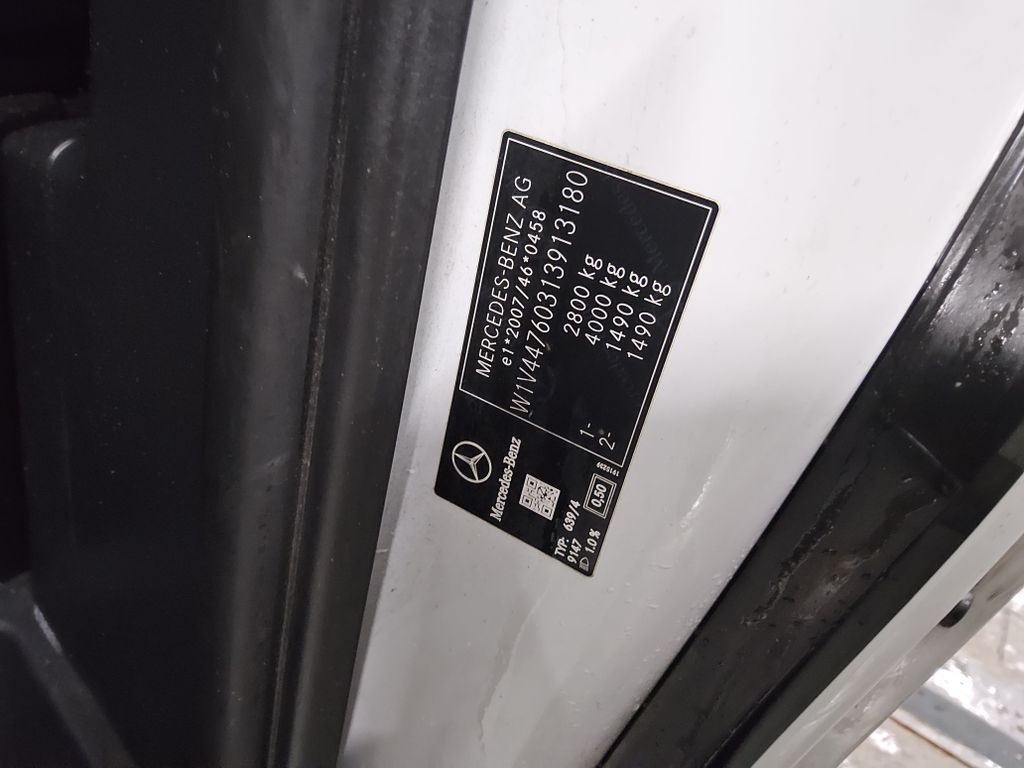 MERCEDES-BENZ AG
e1*2007/46*0458
W1V44760313913180
2800 kg
4000 kg
1- 1490 kg
2- 1490 kg
Mercedes-Benz
TYP: 639/4
9147
1.0 %
0.50
1915239